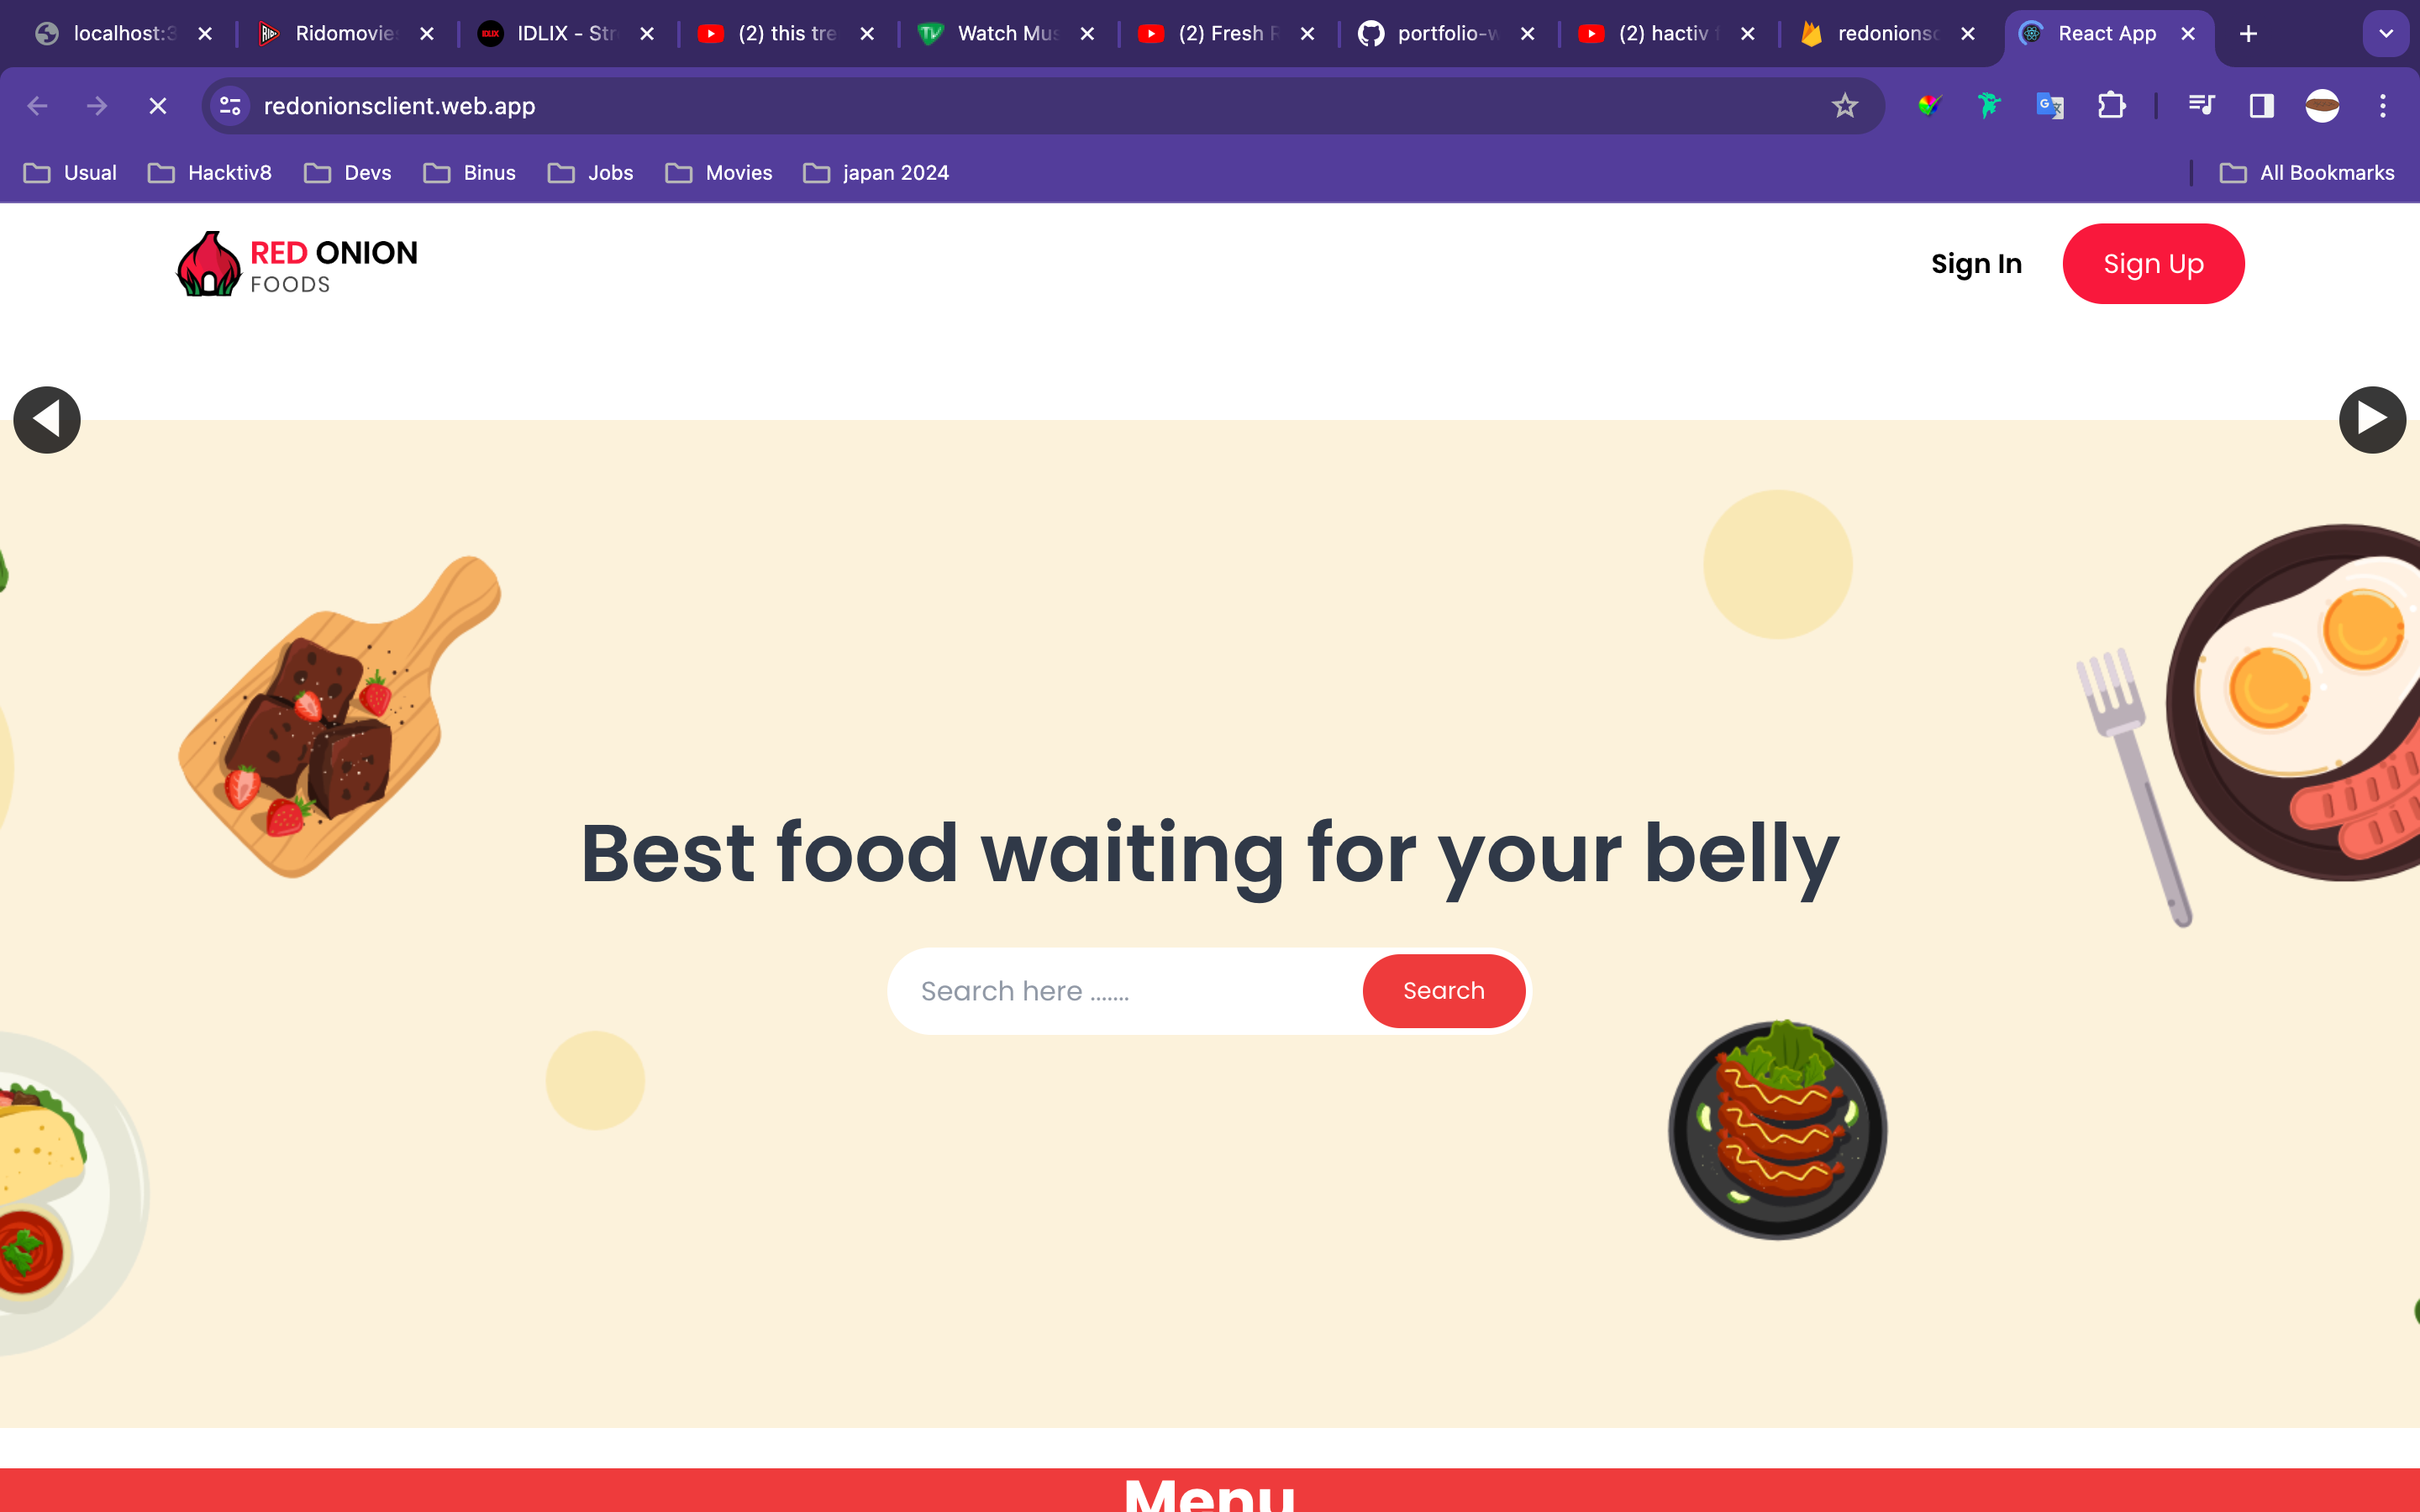 localhost:3
Ridomovie
IDLIX - Str
(2) this tre
Watch Mus
(2) Fresh R
portfolio-w
(2) hactiv f
redonionsc
React App
redonionsclient.web.app
Usual
Hacktiv8
Devs
Binus
Jobs
Movies
japan 2024
All Bookmarks
RED ONION
FOODS
Sign In
Sign Up
Best food waiting for your belly
Search here .......
Search
Menu